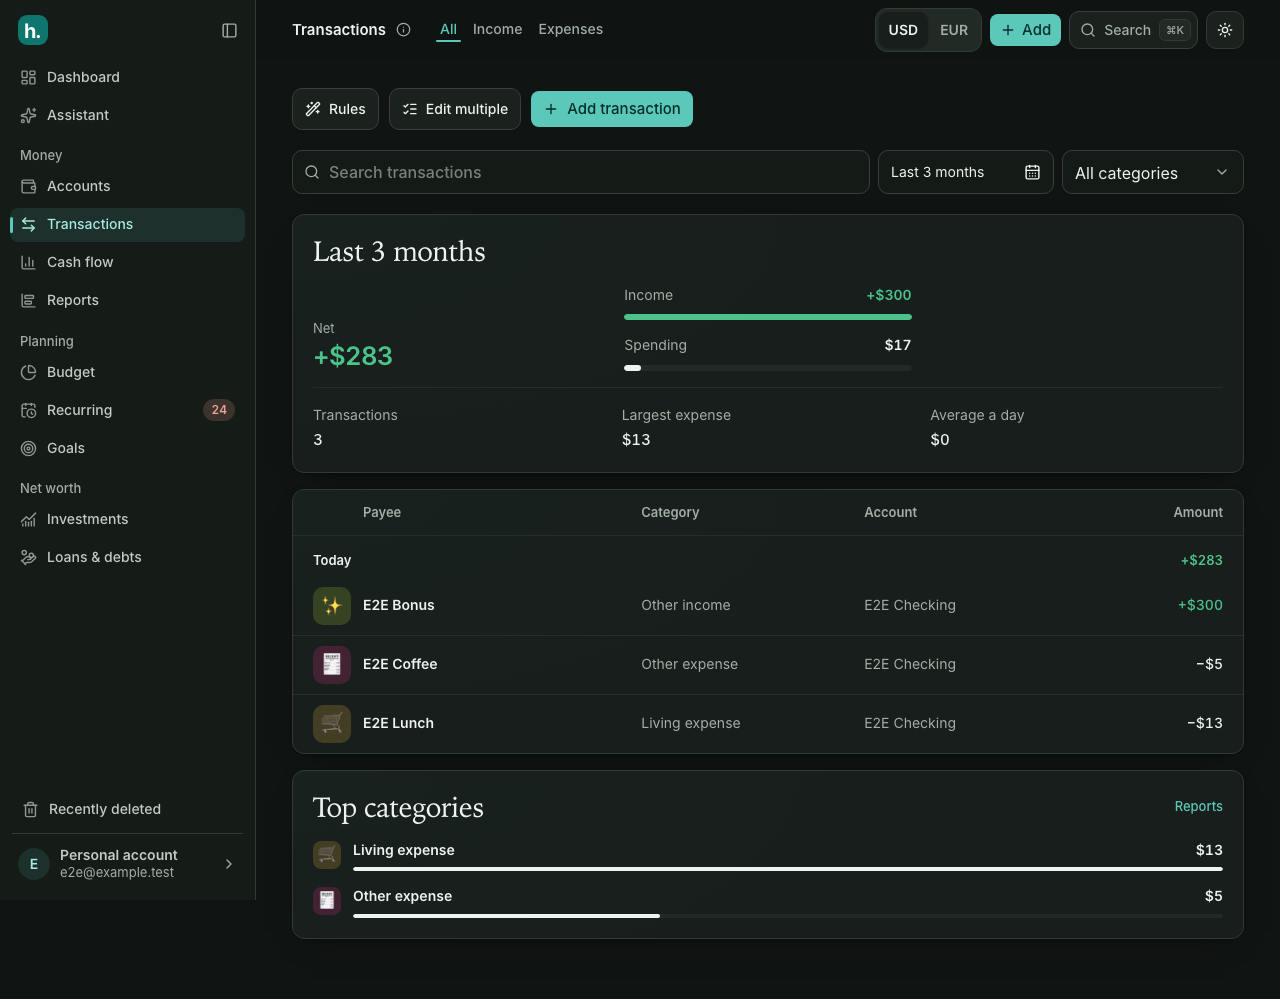 h.
Dashboard
Assistant
Money
Accounts
Transactions
Cash flow
Reports
Planning
Budget
Recurring 24
Goals
Net worth
Investments
Loans & debts
Recently deleted
E Personal account
e2e@example.test
Transactions All Income Expenses USD EUR + Add Search ⌘K
Rules Edit multiple + Add transaction
Search transactions Last 3 months All categories
Last 3 months
Income +$300
Net
+$283
Spending $17
Transactions Largest expense Average a day
3 $13 $0
Payee Category Account Amount
Today +$283
E2E Bonus Other income E2E Checking +$300
E2E Coffee Other expense E2E Checking −$5
E2E Lunch Living expense E2E Checking −$13
Top categories Reports
Living expense $13
Other expense $5